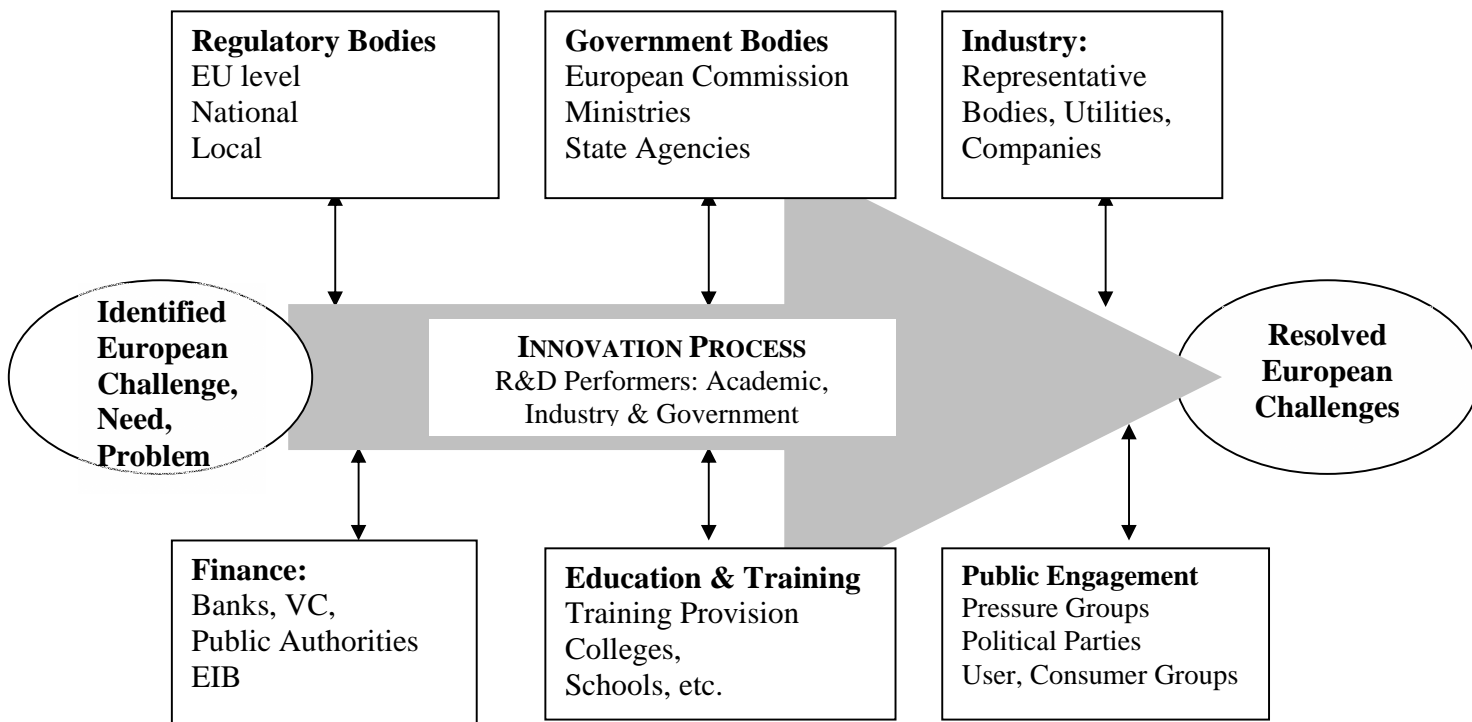 Regulatory Bodies
EU level
National
Local
Government Bodies
European Commission
Ministries
State Agencies
Industry:
Representative
Bodies, Utilities,
Companies
Identified
European
Challenge,
Need,
Problem
INNOVATION PROCESS
R&D Performers: Academic,
Industry & Government
Resolved
European
Challenges
Finance:
Banks, VC,
Public Authorities
EIB
Education & Training
Training Provision
Colleges,
Schools, etc.
Public Engagement
Pressure Groups
Political Parties
User, Consumer Groups